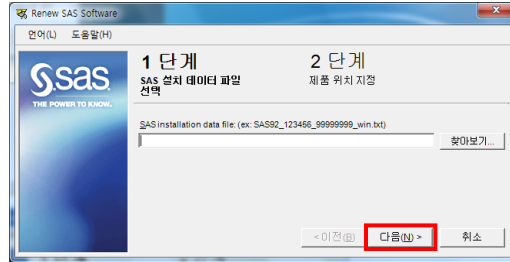 Renew SAS Software
언어(L) 도움말(H)
1 단계
SAS 설치 데이터 파일
선택
2 단계
제품 위치 지정
sas
THE POWER TO KNOW.
SAS installation data file: (ex: SAS92_123456_99999999_win.txt)
찾아보기...
<이전(B) 다음(N) > 취소